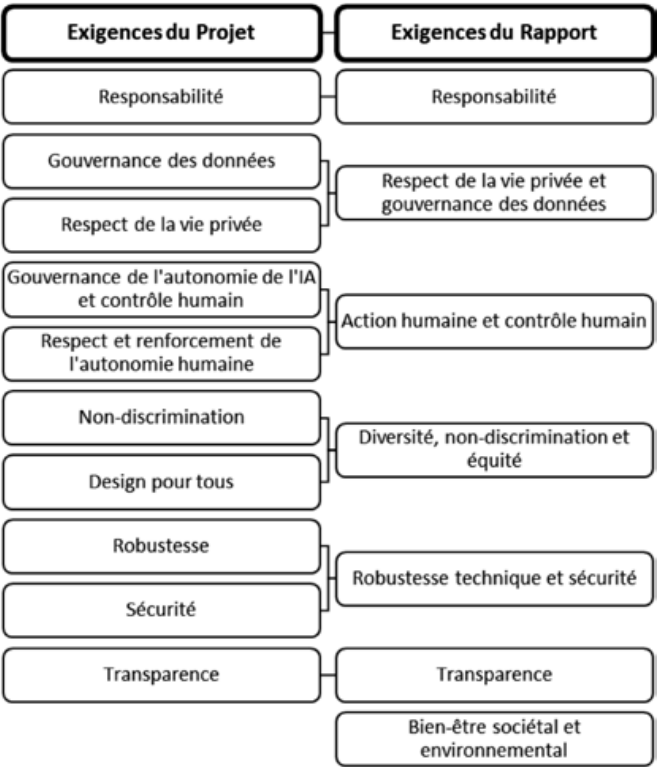 Exigences du Projet
Exigences du Rapport
Responsabilité
Responsabilité
Gouvernance des données
Respect de la vie privée
Respect de la vie privée et
gouvernance des données
Gouvernance de l'autonomie de l'IA
et contrôle humain
Respect et renforcement de
l'autonomie humaine
Action humaine et contrôle humain
Non-discrimination
Design pour tous
Diversité, non-discrimination et
équité
Robustesse
Sécurité
Robustesse technique et sécurité
Transparence
Transparence
Bien-être sociétal et
environnemental